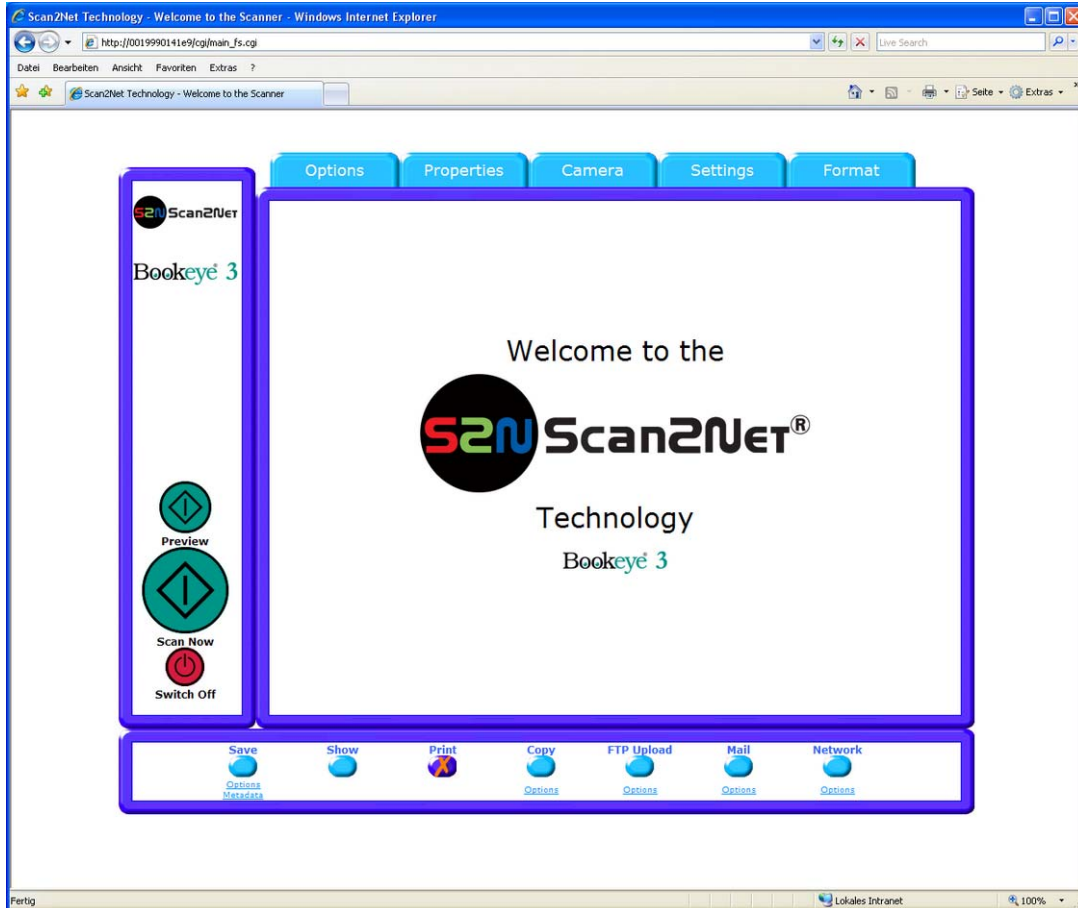 Scan2Net Technology - Welcome to the Scanner - Windows Internet Explorer
http://0019990141e9/cgi/main_fs.cgi
Live Search
Datei Bearbeiten Ansicht Favoriten Extras ?
Scan2Net Technology - Welcome to the Scanner
Seite Extras
Options Properties Camera Settings Format
S2N Scan2Net
Bookeye® 3
Welcome to the
S2N Scan2Net®
Technology
Bookeye® 3
Preview
Scan Now
Switch Off
Save Show Print Copy FTP Upload Mail Network
Options Options Options Options Options
Metadata
Fertig
Lokales Intranet
100%